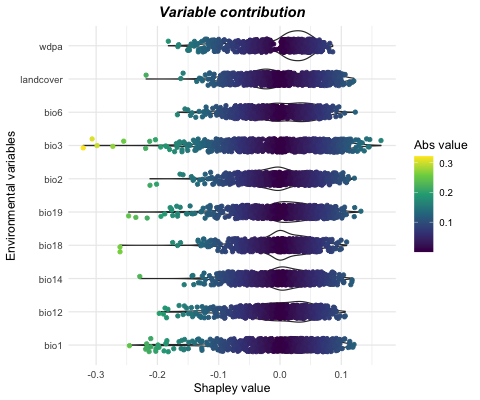 Variable contribution
wdpa
landcover
bio6
bio3
bio2
bio19
bio18
bio14
bio12
bio1
Environmental variables
-0.3 -0.2 -0.1 0.0 0.1
Shapley value
Abs value
0.3
0.2
0.1